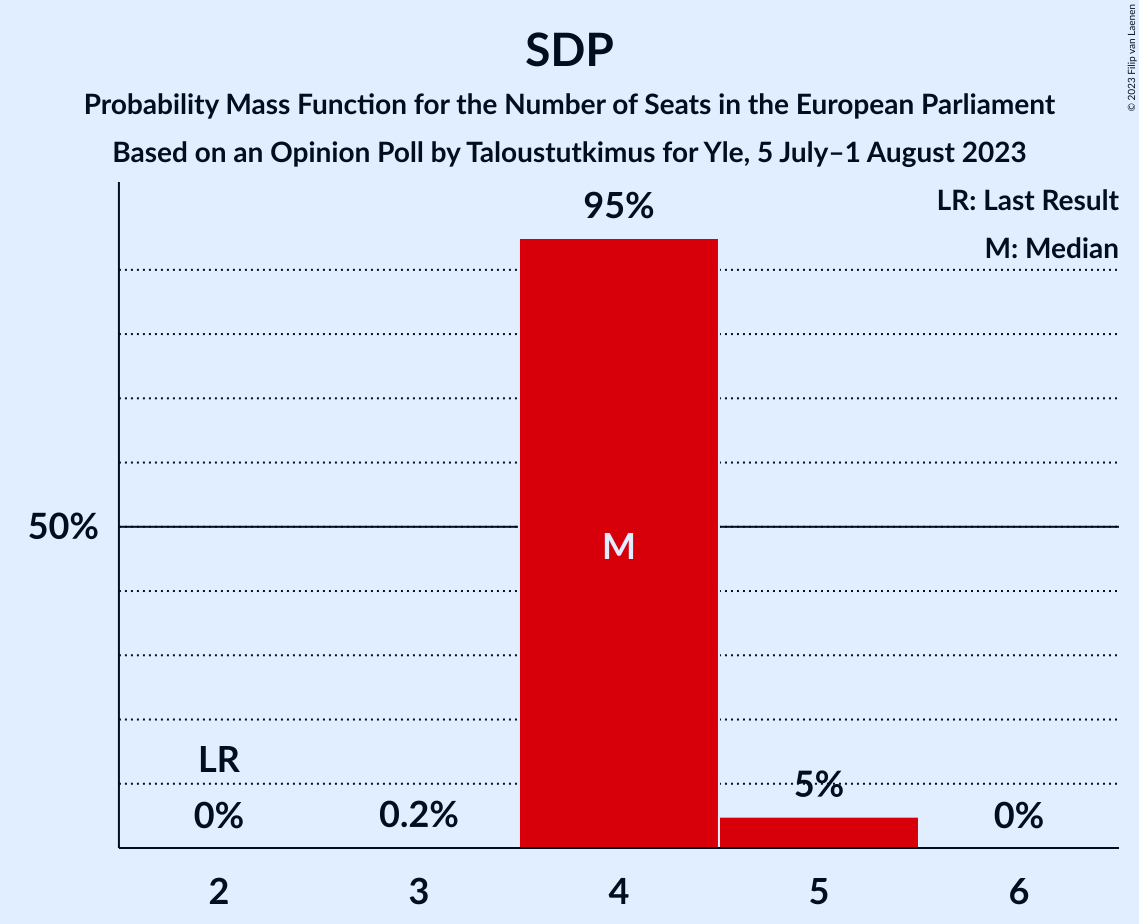 SDP
Probability Mass Function for the Number of Seats in the European Parliament
Based on an Opinion Poll by Taloustutkimus for Yle, 5 July–1 August 2023
© 2023 Filip van Laenen
LR: Last Result
M: Median
95%
50%
M
LR
0%
0.2%
5%
0%
2
3
4
5
6